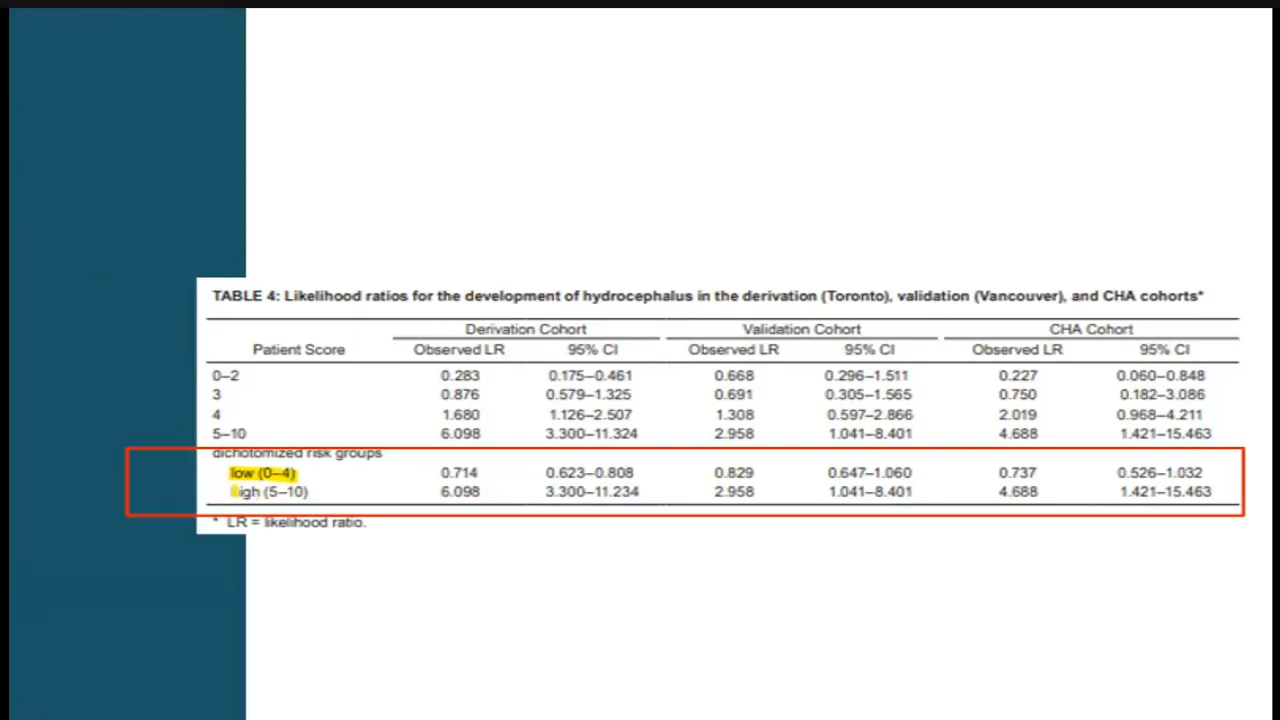 TABLE 4: Likelihood ratios for the development of hydrocephalus in the derivation (Toronto), validation (Vancouver), and CHA cohorts*
Derivation Cohort Validation Cohort CHA Cohort
Patient Score Observed LR 95% CI Observed LR 95% CI Observed LR 95% CI
0–2 0.283 0.175–0.461 0.668 0.296–1.511 0.227 0.060–0.848
3 0.876 0.579–1.325 0.691 0.305–1.565 0.750 0.182–3.086
4 1.680 1.126–2.507 1.308 0.597–2.866 2.019 0.968–4.211
5–10 6.098 3.300–11.324 2.958 1.041–8.401 4.688 1.421–15.463
dichotomized risk groups
low (0–4) 0.714 0.623–0.808 0.829 0.647–1.060 0.737 0.526–1.032
high (5–10) 6.098 3.300–11.234 2.958 1.041–8.401 4.688 1.421–15.463
* LR = likelihood ratio.